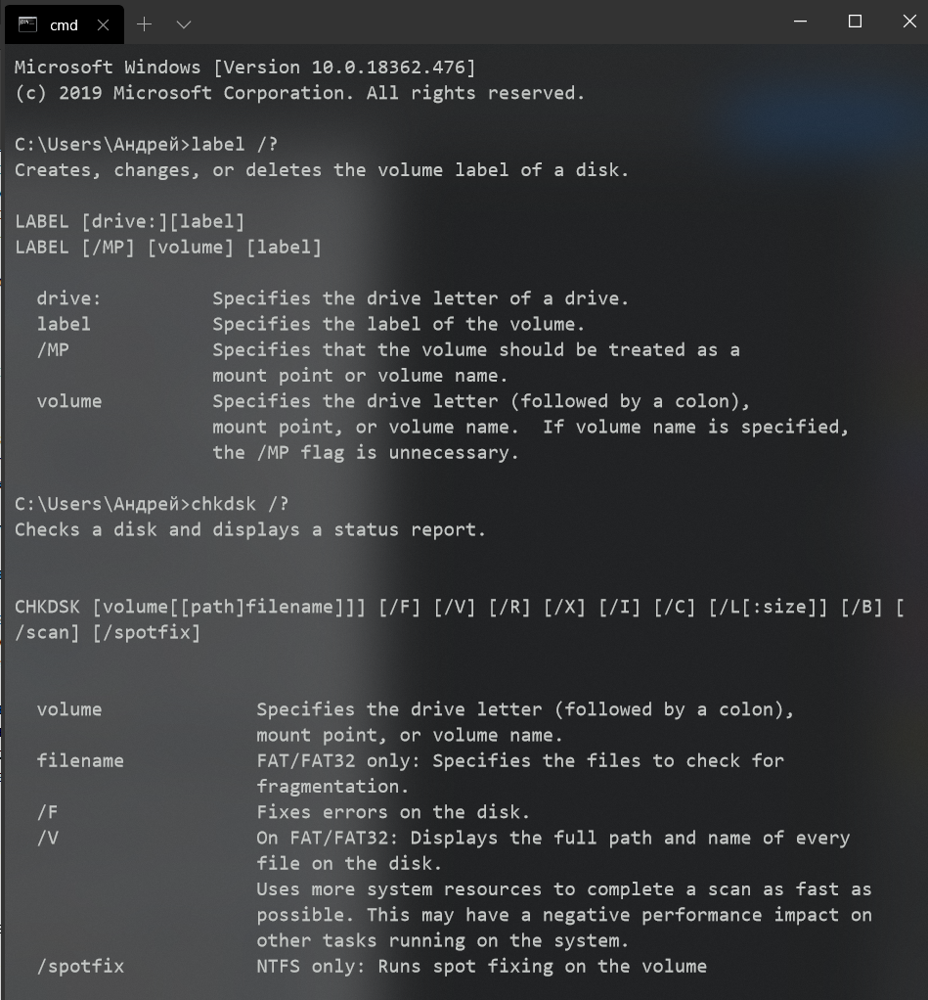 cmd
Microsoft Windows [Version 10.0.18362.476]
(c) 2019 Microsoft Corporation. All rights reserved.
C:\Users\Андрей>label /?
Creates, changes, or deletes the volume label of a disk.
LABEL [drive:][label]
LABEL [/MP] [volume] [label]
drive:          Specifies the drive letter of a drive.
label           Specifies the label of the volume.
/MP             Specifies that the volume should be treated as a
mount point or volume name.
volume          Specifies the drive letter (followed by a colon),
mount point, or volume name.  If volume name is specified,
the /MP flag is unnecessary.
C:\Users\Андрей>chkdsk /?
Checks a disk and displays a status report.
CHKDSK [volume[[path]filename]]] [/F] [/V] [/R] [/X] [/I] [/C] [/L[:size]] [/B] [
/scan] [/spotfix]
volume              Specifies the drive letter (followed by a colon),
mount point, or volume name.
filename            FAT/FAT32 only: Specifies the files to check for
fragmentation.
/F                  Fixes errors on the disk.
/V                  On FAT/FAT32: Displays the full path and name of every
file on the disk.
Uses more system resources to complete a scan as fast as
possible. This may have a negative performance impact on
other tasks running on the system.
/spotfix            NTFS only: Runs spot fixing on the volume